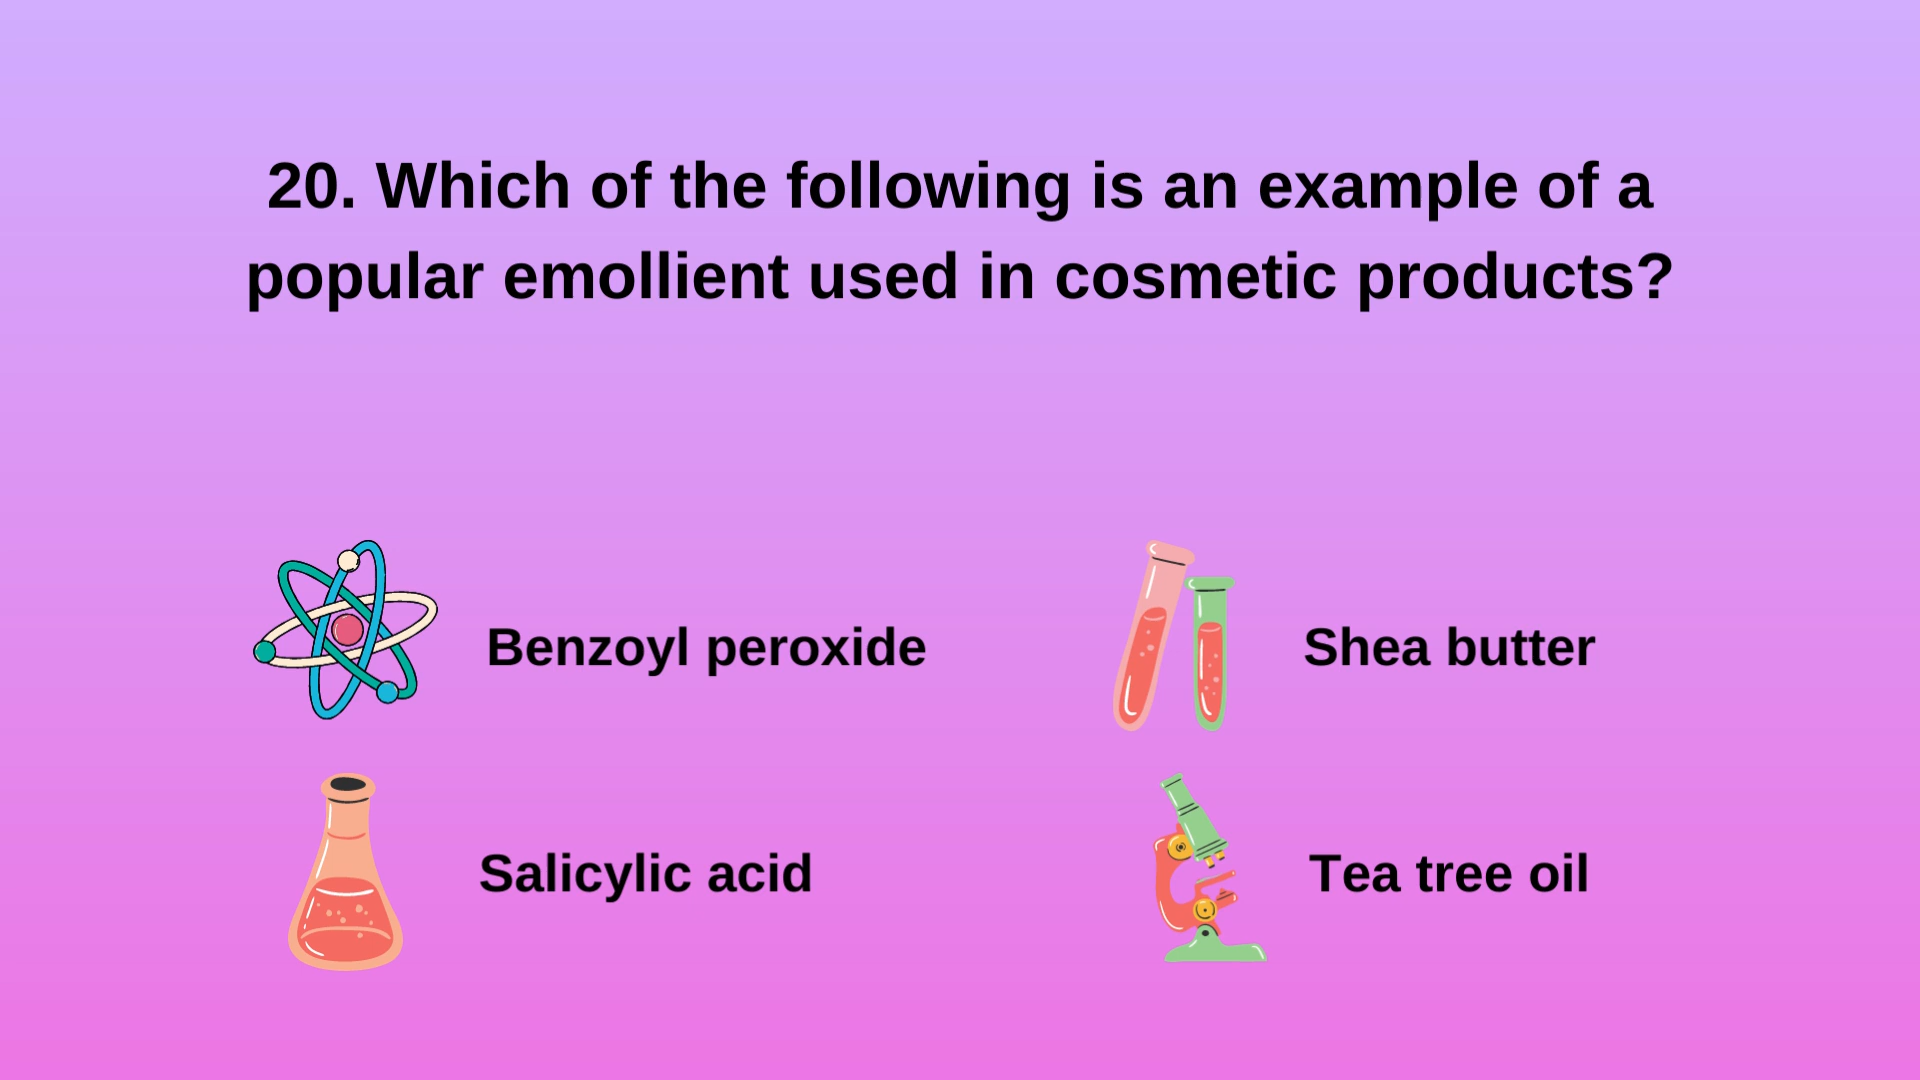 20. Which of the following is an example of a
popular emollient used in cosmetic products?
Benzoyl peroxide
Shea butter
Salicylic acid
Tea tree oil